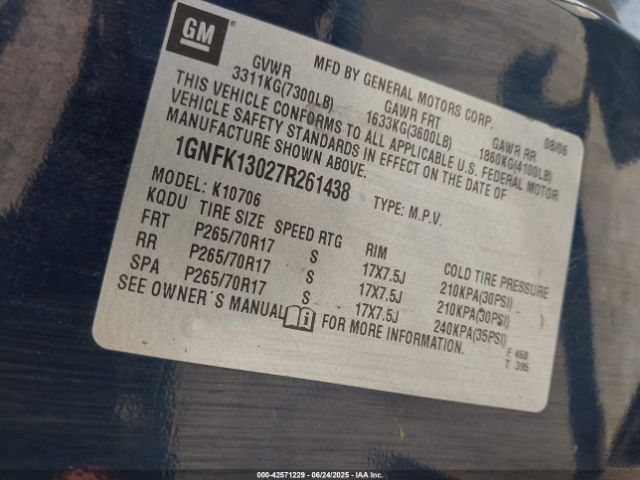 GM
MFD BY GENERAL MOTORS CORP. 08/06
GVWR GAWR FRT GAWR RR
3311KG(7300LB) 1633KG(3600LB) 1860KG(4100LB)
THIS VEHICLE CONFORMS TO ALL APPLICABLE U.S. FEDERAL MOTOR
VEHICLE SAFETY STANDARDS IN EFFECT ON THE DATE OF
MANUFACTURE SHOWN ABOVE.
1GNFK13027R261438 TYPE: M.P.V.
MODEL: K10706
KQDU TIRE SIZE SPEED RTG RIM COLD TIRE PRESSURE
FRT P265/70R17 S 17X7.5J 210KPA(30PSI)
RR P265/70R17 S 17X7.5J 210KPA(30PSI)
SPA P265/70R17 S 17X7.5J 240KPA(35PSI)
SEE OWNER'S MANUAL FOR MORE INFORMATION.
F 468
T 395
000-42571229 - 06/24/2025 - IAA Inc.